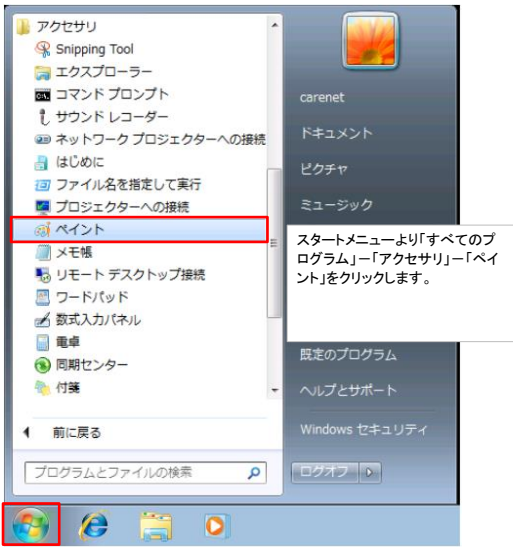 アクセサリ
Snipping Tool
エクスプローラー
コマンド プロンプト
サウンド レコーダー
ネットワーク プロジェクターへの接続
はじめに
ファイル名を指定して実行
プロジェクターへの接続
ペイント
メモ帳
リモート デスクトップ接続
ワードパッド
数式入力パネル
電卓
同期センター
付箋
前に戻る
プログラムとファイルの検索
carenet
ドキュメント
ピクチャ
ミュージック
スタートメニューより「すべてのプ
ログラム」－「アクセサリ」－「ペイ
ント」をクリックします。
既定のプログラム
ヘルプとサポート
Windows セキュリティ
ログオフ